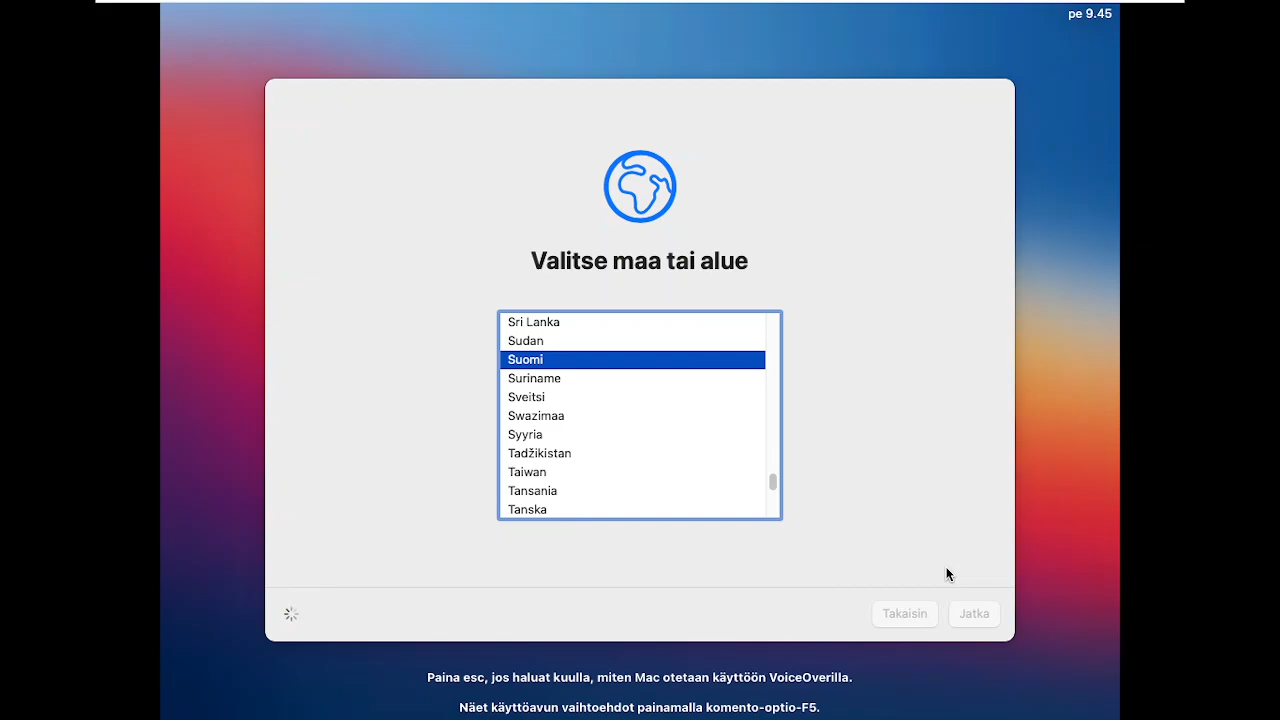 pe 9.45
Valitse maa tai alue
Sri Lanka
Sudan
Suomi
Suriname
Sveitsi
Swazimaa
Syyria
Tadžikistan
Taiwan
Tansania
Tanska
Takaisin
Jatka
Paina esc, jos haluat kuulla, miten Mac otetaan käyttöön VoiceOverilla.
Näet käyttöavun vaihtoehdot painamalla komento-optio-F5.